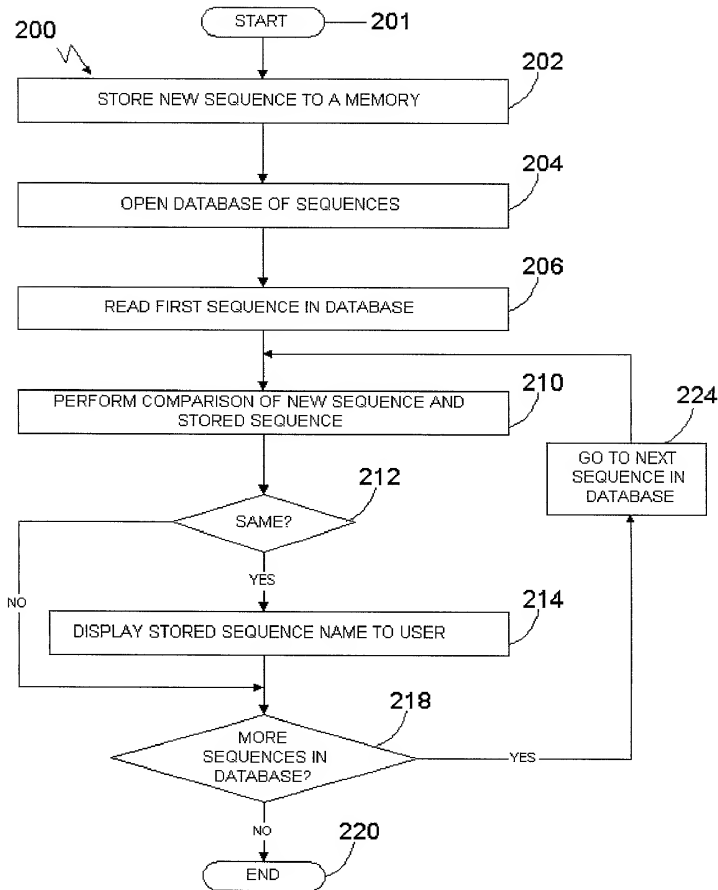 START
201
200
202
STORE NEW SEQUENCE TO A MEMORY
204
OPEN DATABASE OF SEQUENCES
206
READ FIRST SEQUENCE IN DATABASE
210
PERFORM COMPARISON OF NEW SEQUENCE AND
STORED SEQUENCE
224
GO TO NEXT
SEQUENCE IN
DATABASE
212
SAME?
YES
NO
214
DISPLAY STORED SEQUENCE NAME TO USER
218
MORE
SEQUENCES IN
DATABASE?
YES
NO
220
END